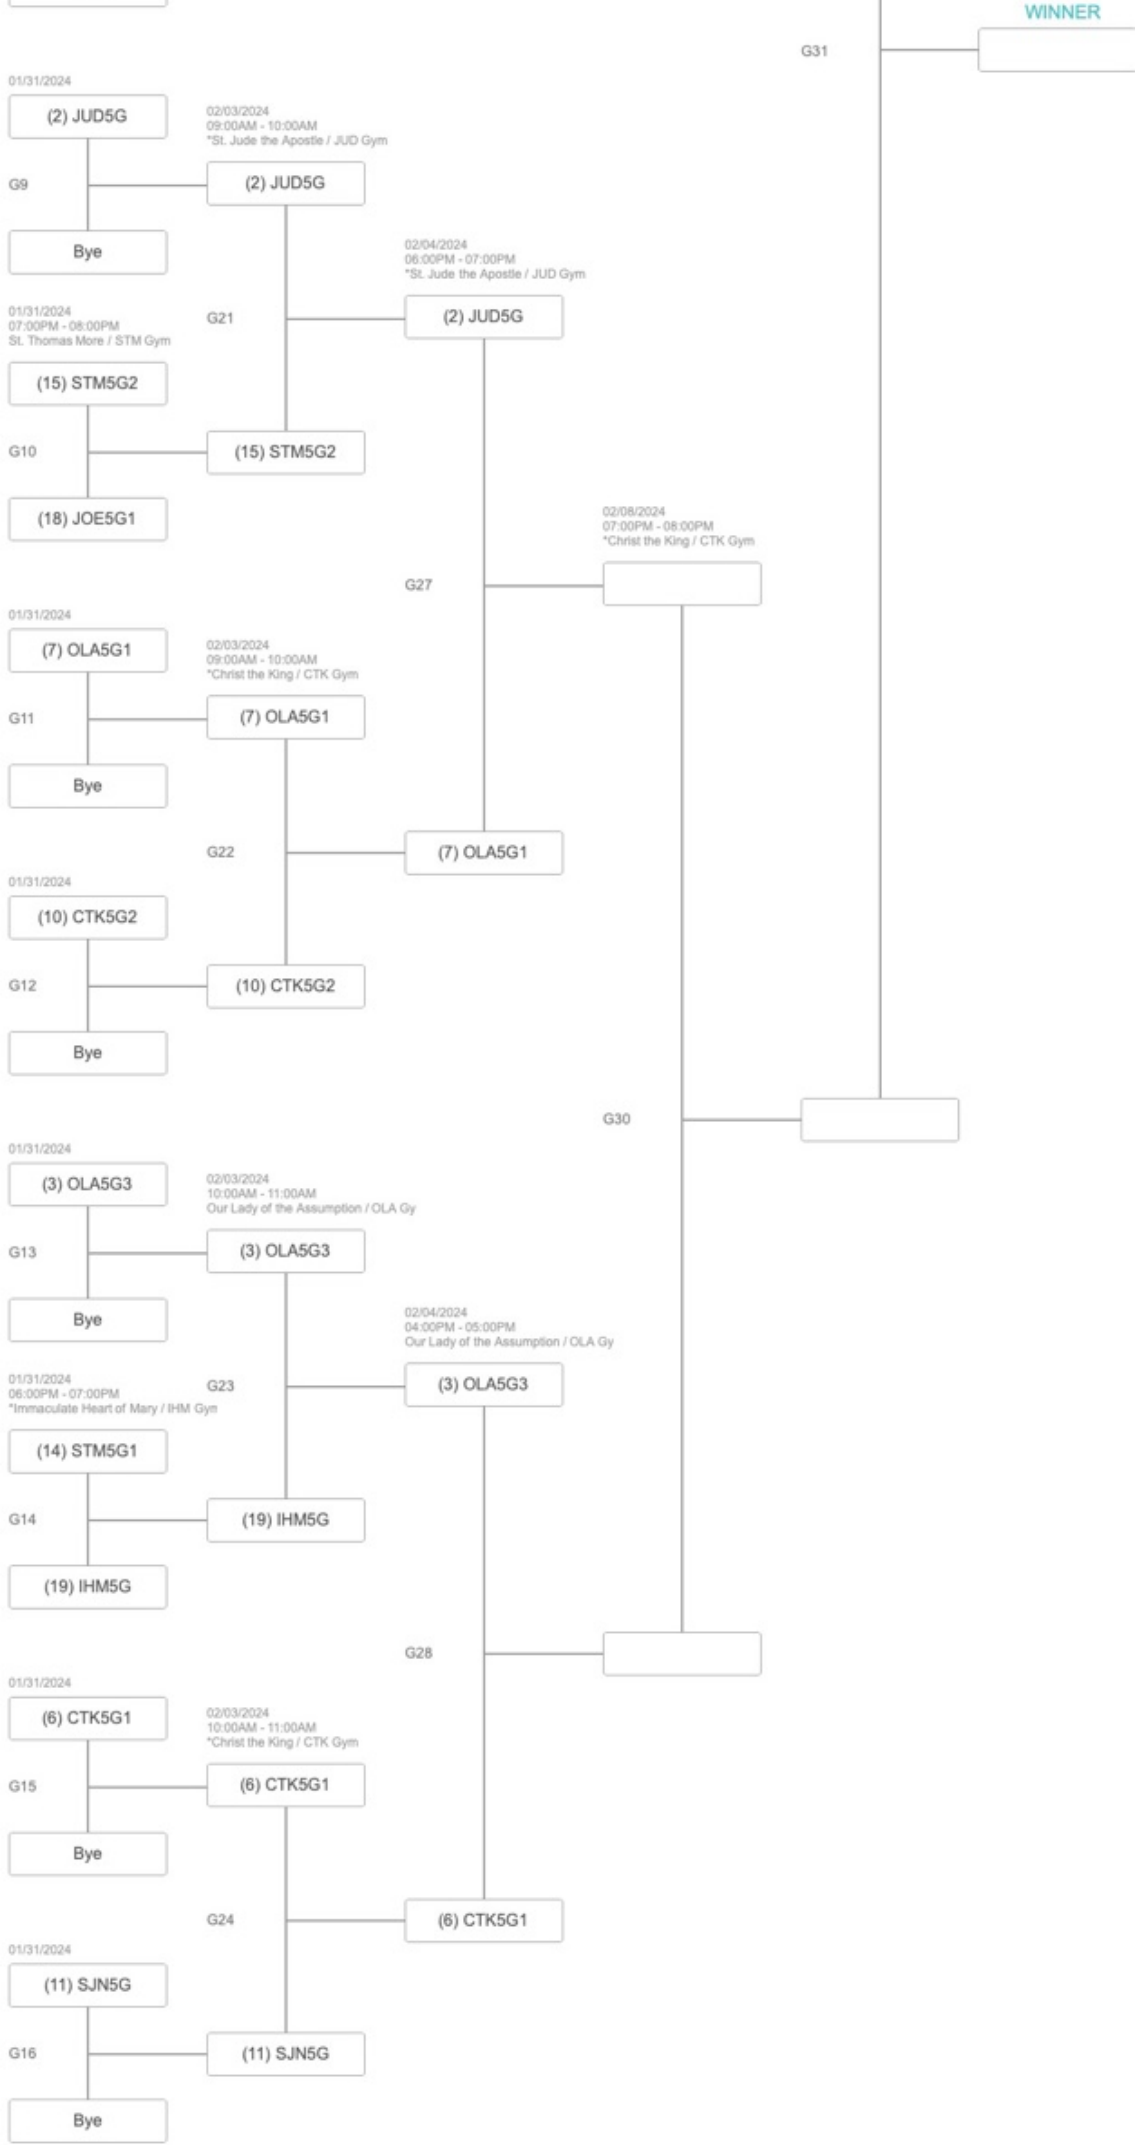 WINNER
G31
01/31/2024
(2) JUD5G
G9
Bye
02/03/2024
09:00AM - 10:00AM
*St. Jude the Apostle / JUD Gym
(2) JUD5G
G21
02/04/2024
06:00PM - 07:00PM
*St. Jude the Apostle / JUD Gym
(2) JUD5G
01/31/2024
07:00PM - 08:00PM
St. Thomas More / STM Gym
(15) STM5G2
G10
(15) STM5G2
(18) JOE5G1
02/08/2024
07:00PM - 08:00PM
*Christ the King / CTK Gym
G27
01/31/2024
(7) OLA5G1
G11
Bye
02/03/2024
09:00AM - 10:00AM
*Christ the King / CTK Gym
(7) OLA5G1
G22
(7) OLA5G1
01/31/2024
(10) CTK5G2
G12
(10) CTK5G2
Bye
G30
01/31/2024
(3) OLA5G3
G13
Bye
02/03/2024
10:00AM - 11:00AM
Our Lady of the Assumption / OLA Gy
(3) OLA5G3
G23
02/04/2024
04:00PM - 05:00PM
Our Lady of the Assumption / OLA Gy
(3) OLA5G3
01/31/2024
06:00PM - 07:00PM
*Immaculate Heart of Mary / IHM Gym
(14) STM5G1
G14
(19) IHM5G
(19) IHM5G
G28
01/31/2024
(6) CTK5G1
G15
Bye
02/03/2024
10:00AM - 11:00AM
*Christ the King / CTK Gym
(6) CTK5G1
G24
(6) CTK5G1
01/31/2024
(11) SJN5G
G16
(11) SJN5G
Bye